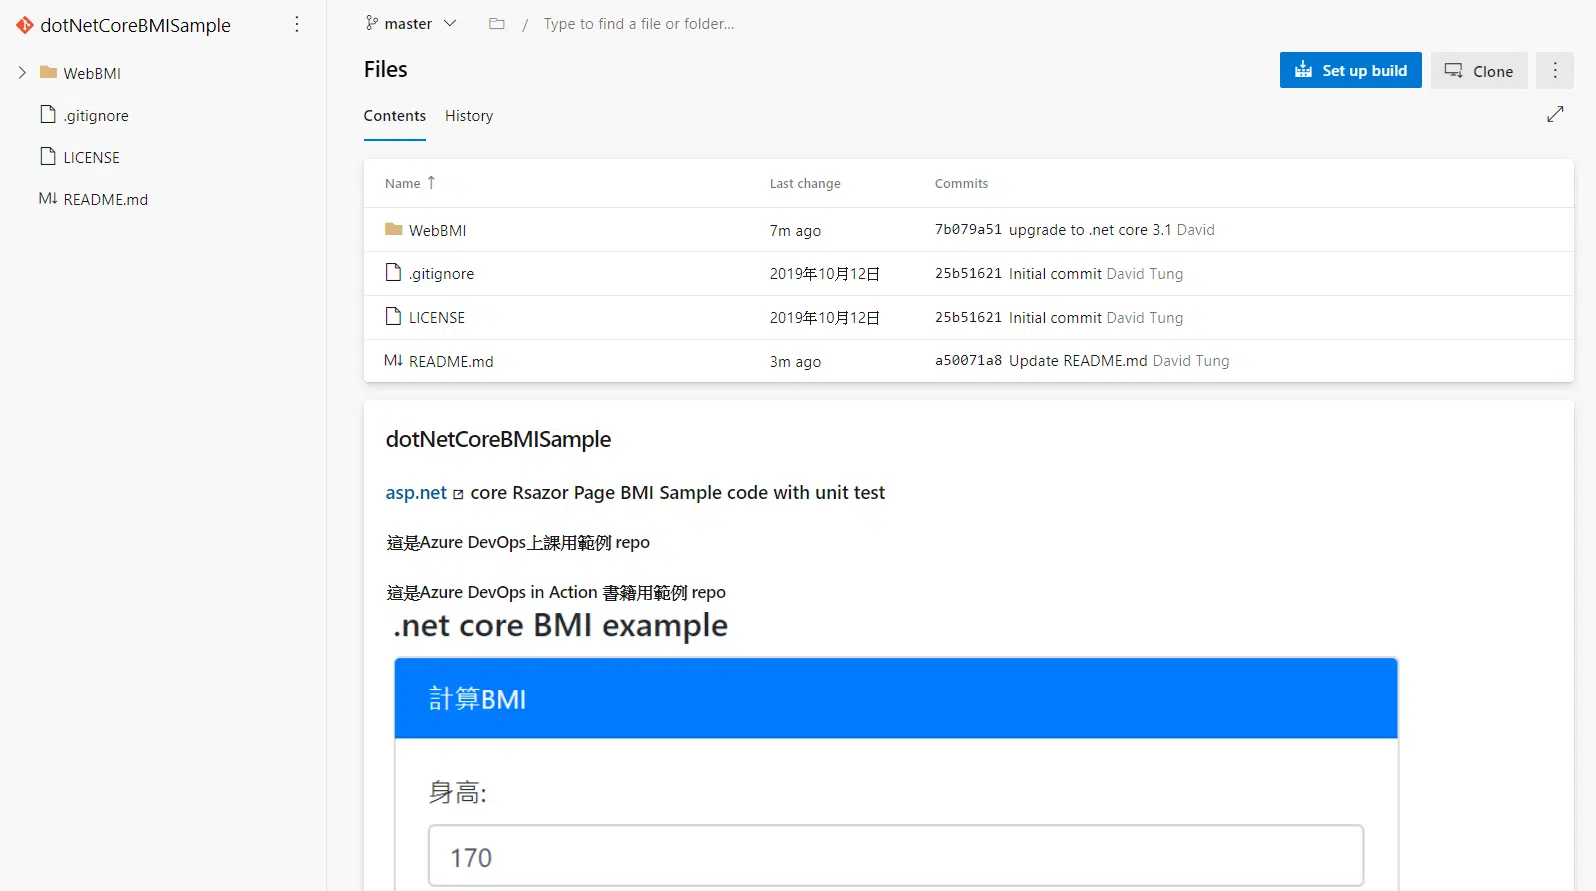 dotNetCoreBMISample
WebBMI
.gitignore
LICENSE
M↓ README.md
master
/ Type to find a file or folder...
Files
Set up build
Clone
Contents
History
Name ↑ Last change Commits
WebBMI 7m ago 7b079a51 upgrade to .net core 3.1 David
.gitignore 2019年10月12日 25b51621 Initial commit David Tung
LICENSE 2019年10月12日 25b51621 Initial commit David Tung
M↓ README.md 3m ago a50071a8 Update README.md David Tung
dotNetCoreBMISample
asp.net core Rsazor Page BMI Sample code with unit test
這是Azure DevOps上課用範例 repo
這是Azure DevOps in Action 書籍用範例 repo
.net core BMI example
計算BMI
身高:
170